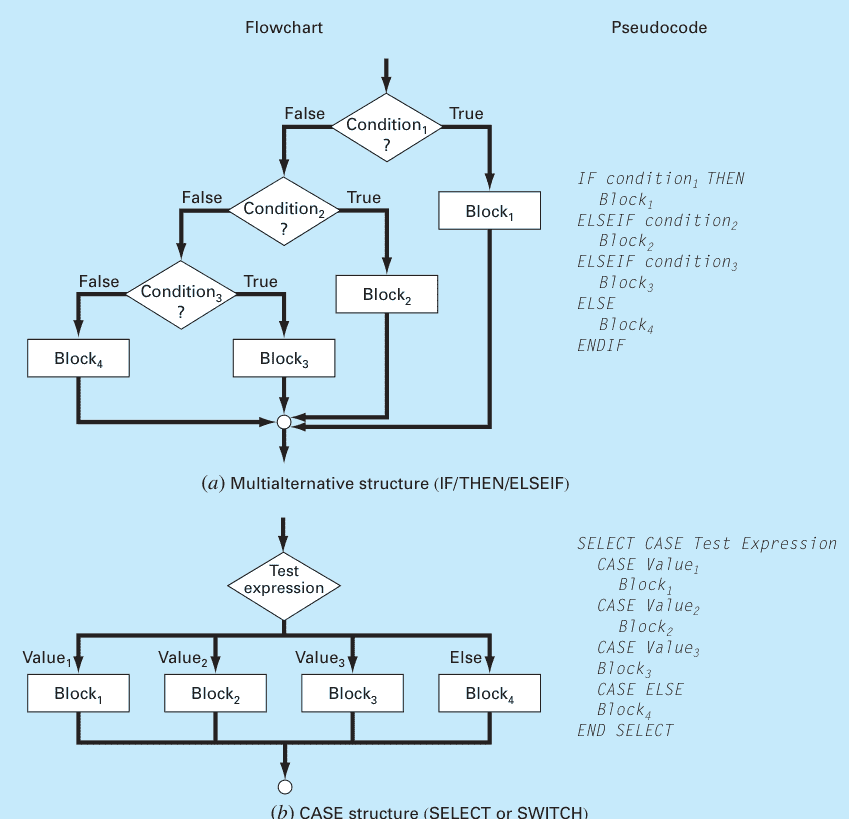 Flowchart
Pseudocode
False
Condition₁
?
True
False
Condition₂
?
True
Block₁
False
Condition₃
?
True
Block₂
Block₄
Block₃
IF condition₁ THEN
Block₁
ELSEIF condition₂
Block₂
ELSEIF condition₃
Block₃
ELSE
Block₄
ENDIF
(a) Multialternative structure (IF/THEN/ELSEIF)
Test
expression
Value₁
Value₂
Value₃
Else
Block₁
Block₂
Block₃
Block₄
SELECT CASE Test Expression
CASE Value₁
Block₁
CASE Value₂
Block₂
CASE Value₃
Block₃
CASE ELSE
Block₄
END SELECT
(b) CASE structure (SELECT or SWITCH)